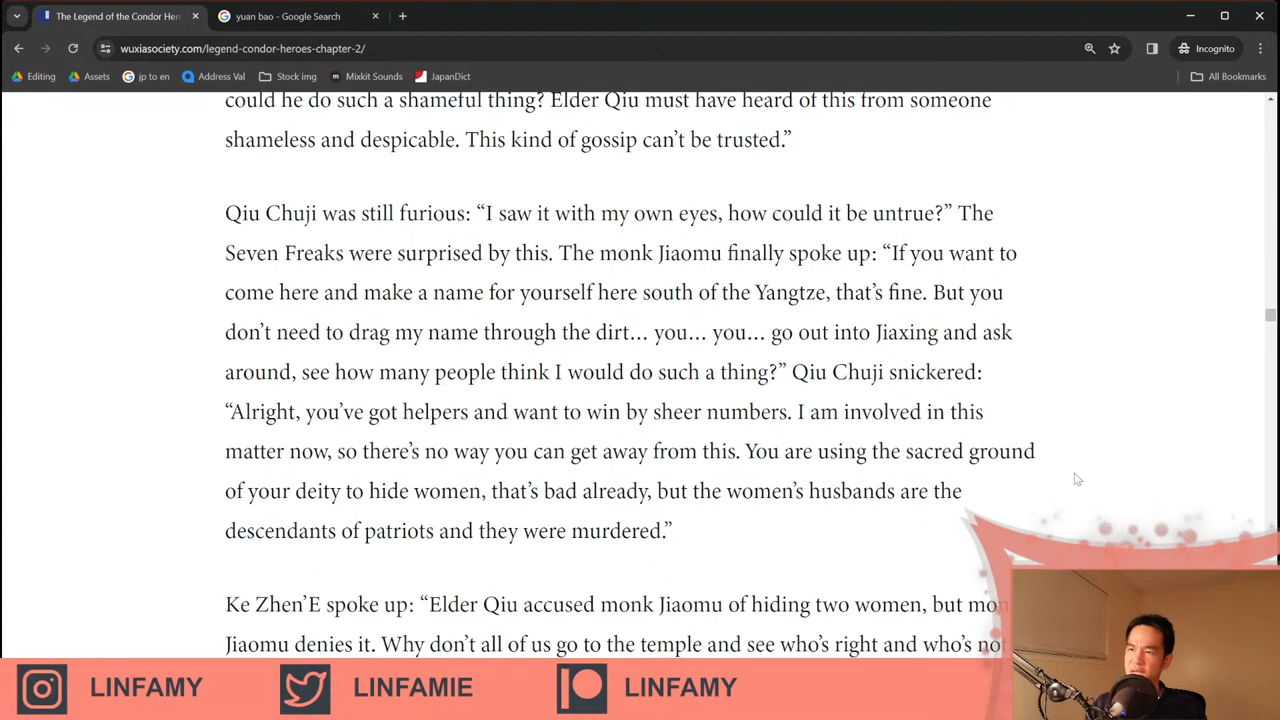 The Legend of the Condor Her
yuan bao - Google Search
wuxiasociety.com/legend-condor-heroes-chapter-2/
Incognito
Editing
Assets
jp to en
Address Val
Stock img
Mixkit Sounds
JapanDict
All Bookmarks
could he do such a shameful thing? Elder Qiu must have heard of this from someone
shameless and despicable. This kind of gossip can’t be trusted.”
Qiu Chuji was still furious: “I saw it with my own eyes, how could it be untrue?” The
Seven Freaks were surprised by this. The monk Jiaomu finally spoke up: “If you want to
come here and make a name for yourself here south of the Yangtze, that’s fine. But you
don’t need to drag my name through the dirt… you… you… go out into Jiaxing and ask
around, see how many people think I would do such a thing?” Qiu Chuji snickered:
“Alright, you’ve got helpers and want to win by sheer numbers. I am involved in this
matter now, so there’s no way you can get away from this. You are using the sacred ground
of your deity to hide women, that’s bad already, but the women’s husbands are the
descendants of patriots and they were murdered.”
Ke Zhen’E spoke up: “Elder Qiu accused monk Jiaomu of hiding two women, but
Jiaomu denies it. Why don’t all of us go to the temple and see who’s right and who’s
LINFAMY
LINFAMIE
LINFAMY